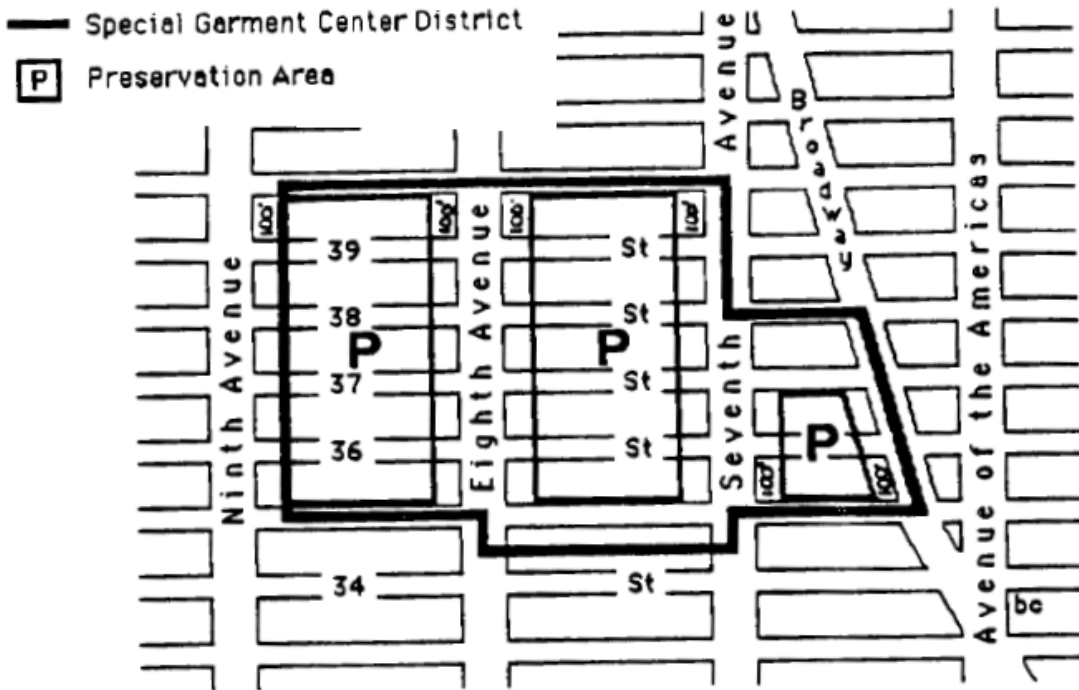 Special Garment Center District
P Preservation Area
Avenue
Broadway
100'
100'
100'
100'
39 St
38 St
P
P
37 St
36 St
P
100'
100'
Ninth Avenue
Eighth Avenue
Seventh
Avenue of the Americas
34 St